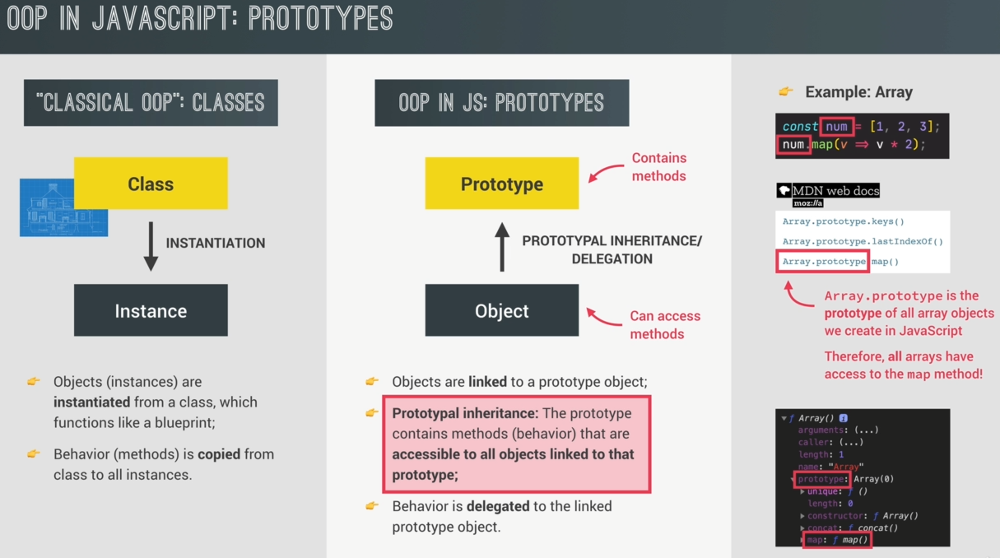 OOP IN JAVASCRIPT: PROTOTYPES
"CLASSICAL OOP": CLASSES
Class
INSTANTIATION
Instance
👉 Objects (instances) are
instantiated from a class, which
functions like a blueprint;
👉 Behavior (methods) is copied from
class to all instances.
OOP IN JS: PROTOTYPES
Prototype
Contains
methods
PROTOTYPAL INHERITANCE/
DELEGATION
Object
Can access
methods
👉 Objects are linked to a prototype object;
👉 Prototypal inheritance: The prototype
contains methods (behavior) that are
accessible to all objects linked to that
prototype;
👉 Behavior is delegated to the linked
prototype object.
👉 Example: Array
const num = [1, 2, 3];
num.map(v ⇒ v * 2);
MDN web docs
moz://a
Array.prototype.keys()
Array.prototype.lastIndexOf()
Array.prototype.map()
Array.prototype is the
prototype of all array objects
we create in JavaScript
Therefore, all arrays have
access to the map method!
▼ƒ Array() i
arguments: (...)
caller: (...)
length: 1
name: "Array"
▼prototype: Array(0)
▶unique: ƒ ()
length: 0
▶constructor: ƒ Array()
▶concat: ƒ concat()
▶map: ƒ map()